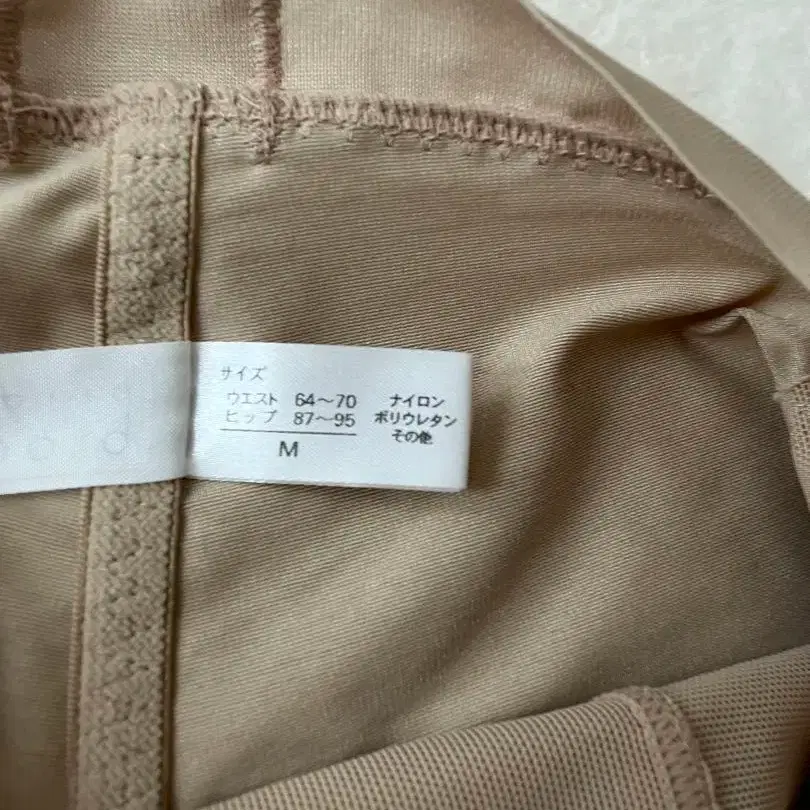 サイズ
ウエスト 64〜70
ヒップ 87〜95
M
ナイロン
ポリウレタン
その他